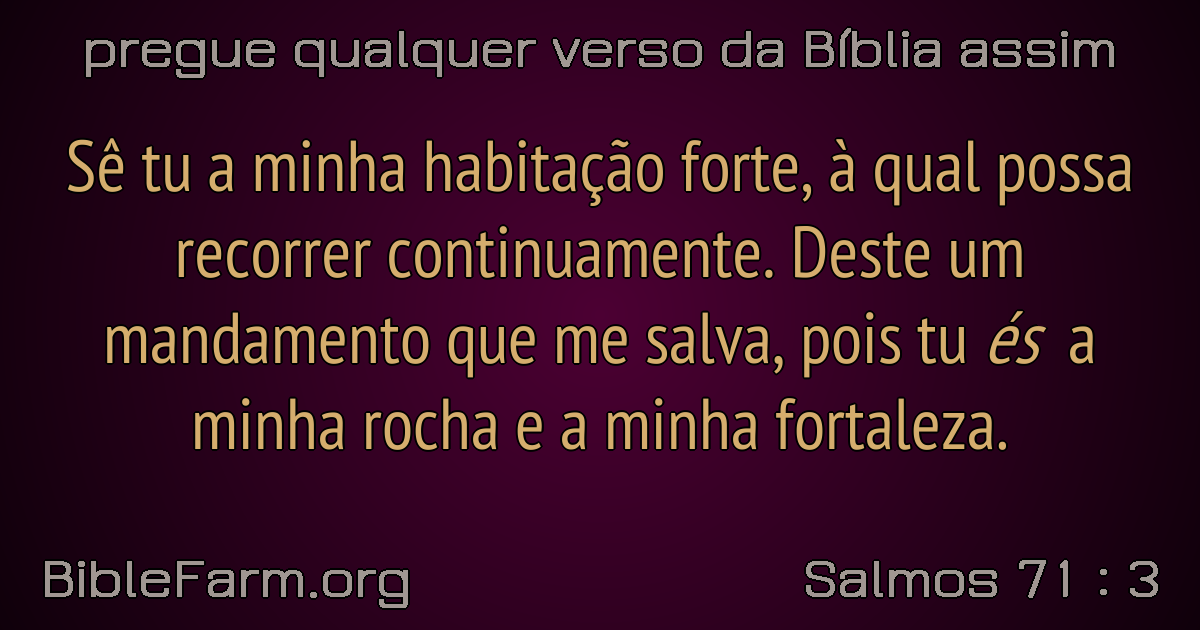 pregue qualquer verso da Bíblia assim
Sê tu a minha habitação forte, à qual possa
recorrer continuamente. Deste um
mandamento que me salva, pois tu és a
minha rocha e a minha fortaleza.
BibleFarm.org
Salmos 71 : 3